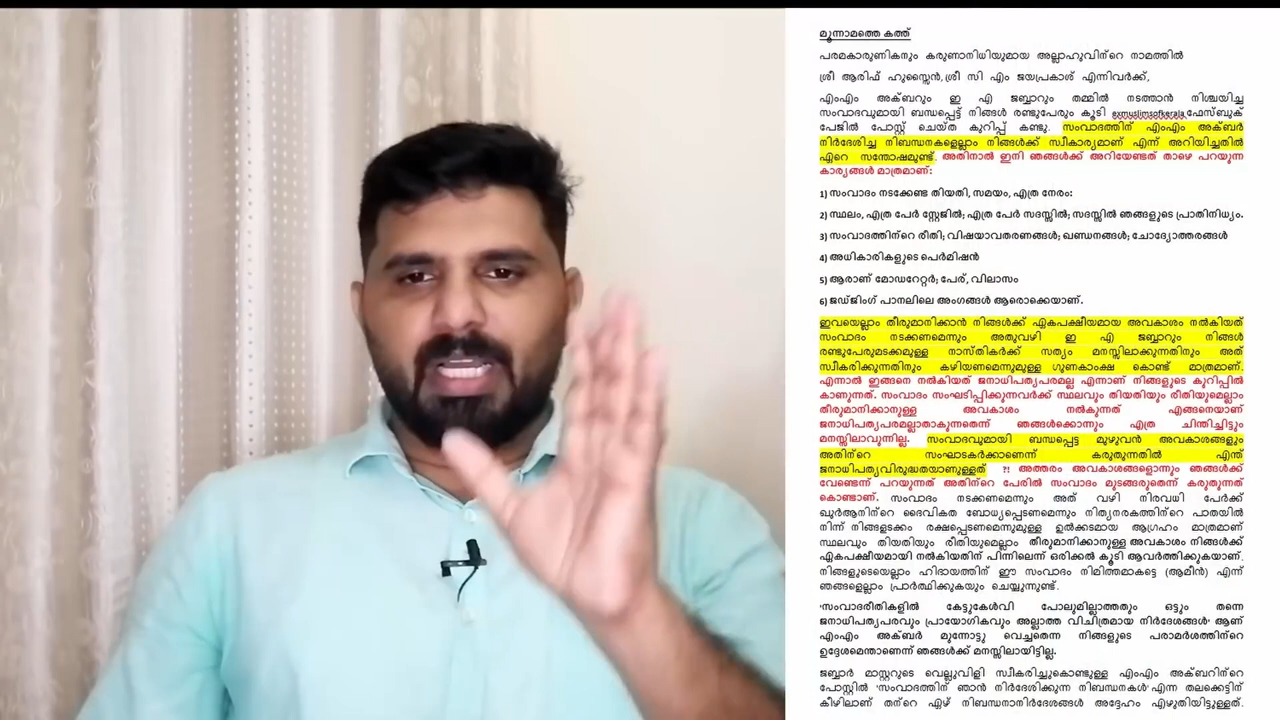 മൂന്നാമത്തെ കത്ത്
പരമകാരുണികനും കരുണാനിധിയുമായ അല്ലാഹുവിന്റെ നാമത്തിൽ
ശ്രീ ആരിഫ് ഹുസ്സൈൻ, ശ്രീ സി എം ജയപ്രകാശ് എന്നിവർക്ക്,
എംഎം അക്ബറും ഇ എ ജബ്ബാറും തമ്മിൽ നടത്താൻ നിശ്ചയിച്ച
സംവാദവുമായി ബന്ധപ്പെട്ട് നിങ്ങൾ രണ്ടുപേരും കൂടി exmuslimsofkerala ഫേസ്ബുക്
പേജിൽ പോസ്റ്റ് ചെയ്ത കുറിപ്പ് കണ്ടു. സംവാദത്തിന് എംഎം അക്ബർ
നിർദേശിച്ച നിബന്ധനകളെല്ലാം നിങ്ങൾക്ക് സ്വീകാര്യമാണ് എന്ന് അറിയിച്ചതിൽ
ഏറെ സന്തോഷമുണ്ട്. അതിനാൽ ഇനി ഞങ്ങൾക്ക് അറിയേണ്ടത് താഴെ പറയുന്ന
കാര്യങ്ങൾ മാത്രമാണ്:
1) സംവാദം നടക്കേണ്ട തിയതി, സമയം, എത്ര നേരം:
2) സ്ഥലം, എത്ര പേർ സ്റ്റേജിൽ; എത്ര പേർ സദസ്സിൽ; സദസ്സിൽ ഞങ്ങളുടെ പ്രാതിനിധ്യം.
3) സംവാദത്തിന്റെ രീതി; വിഷയാവതരണങ്ങൾ; ഖണ്ഡനങ്ങൾ; ചോദ്യോത്തരങ്ങൾ
4) അധികാരികളുടെ പെർമിഷൻ
5) ആരാണ് മോഡറേറ്റർ; പേര്, വിലാസം
6) ജഡ്ജിംഗ് പാനലിലെ അംഗങ്ങൾ ആരൊക്കെയാണ്.
ഇവയെല്ലാം തീരുമാനിക്കാൻ നിങ്ങൾക്ക് ഏകപക്ഷീയമായ അവകാശം നൽകിയത്
സംവാദം നടക്കണമെന്നും അതുവഴി ഇ എ ജബ്ബാറും നിങ്ങൾ
രണ്ടുപേരുമടക്കമുള്ള നാസ്തികർക്ക് സത്യം മനസ്സിലാക്കുന്നതിനും അത്
സ്വീകരിക്കുന്നതിനും കഴിയണമെന്നുമുള്ള ഗുണകാംക്ഷ കൊണ്ട് മാത്രമാണ്.
എന്നാൽ ഇങ്ങനെ നൽകിയത് ജനാധിപത്യപരമല്ല എന്നാണ് നിങ്ങളുടെ കുറിപ്പിൽ
കാണുന്നത്. സംവാദം സംഘടിപ്പിക്കുന്നവർക്ക് സ്ഥലവും തിയതിയും രീതിയുമെല്ലാം
തീരുമാനിക്കാനുള്ള അവകാശം നൽകുന്നത് എങ്ങനെയാണ്
ജനാധിപത്യപരമല്ലാതാകുന്നതെന്ന് ഞങ്ങൾക്കൊന്നും എത്ര ചിന്തിച്ചിട്ടും
മനസ്സിലാവുന്നില്ല. സംവാദവുമായി ബന്ധപ്പെട്ട മുഴുവൻ അവകാശങ്ങളും
അതിന്റെ സംഘാടകർക്കാണെന്ന് കരുതുന്നതിൽ എന്ത്
ജനാധിപത്യവിരുദ്ധതയാണുള്ളത് ?! അത്തരം അവകാശങ്ങളൊന്നും ഞങ്ങൾക്ക്
വേണ്ടെന്ന് പറയുന്നത് അതിന്റെ പേരിൽ സംവാദം മുടങ്ങരുതെന്ന് കരുതുന്നത്
കൊണ്ടാണ്. സംവാദം നടക്കണമെന്നും അത് വഴി നിരവധി പേർക്ക്
ഖുർആനിന്റെ ദൈവികത ബോധ്യപ്പെടണമെന്നും നിത്യനരകത്തിന്റെ പാതയിൽ
നിന്ന് നിങ്ങളടക്കം രക്ഷപ്പെടണമെന്നുമുള്ള ഉൽക്കടമായ ആഗ്രഹം മാത്രമാണ്
സ്ഥലവും തിയതിയും രീതിയുമെല്ലാം തീരുമാനിക്കാനുള്ള അവകാശം നിങ്ങൾക്ക്
ഏകപക്ഷീയമായി നൽകിയതിന് പിന്നിലെന്ന് ഒരിക്കൽ കൂടി ആവർത്തിക്കുകയാണ്.
നിങ്ങളുടെയെല്ലാം ഹിദായത്തിന് ഈ സംവാദം നിമിത്തമാകട്ടെ (ആമീൻ) എന്ന്
ഞങ്ങളെല്ലാം പ്രാർത്ഥിക്കുകയും ചെയ്യുന്നുണ്ട്.
'സംവാദരീതികളിൽ കേട്ടുകേൾവി പോലുമില്ലാത്തതും ഒട്ടും തന്നെ
ജനാധിപത്യപരവും പ്രായോഗികവും അല്ലാത്ത വിചിത്രമായ നിർദേശങ്ങൾ' ആണ്
എംഎം അക്ബർ മുന്നോട്ടു വെച്ചതെന്ന നിങ്ങളുടെ പരാമർശത്തിന്റെ
ഉദ്ദേശമെന്താണെന്ന് ഞങ്ങൾക്ക് മനസ്സിലായിട്ടില്ല.
ജബ്ബാർ മാസ്റ്ററുടെ വെല്ലുവിളി സ്വീകരിച്ചുകൊണ്ടുള്ള എംഎം അക്ബറിന്റെ
പോസ്റ്റിൽ 'സംവാദത്തിന് ഞാൻ നിർദേശിക്കുന്ന നിബന്ധനകൾ' എന്ന തലക്കെട്ടിന്
കീഴിലാണ് തന്റെ ഏഴ് നിബന്ധനാനിർദേശങ്ങൾ അദ്ദേഹം എഴുതിയിട്ടുള്ളത്.